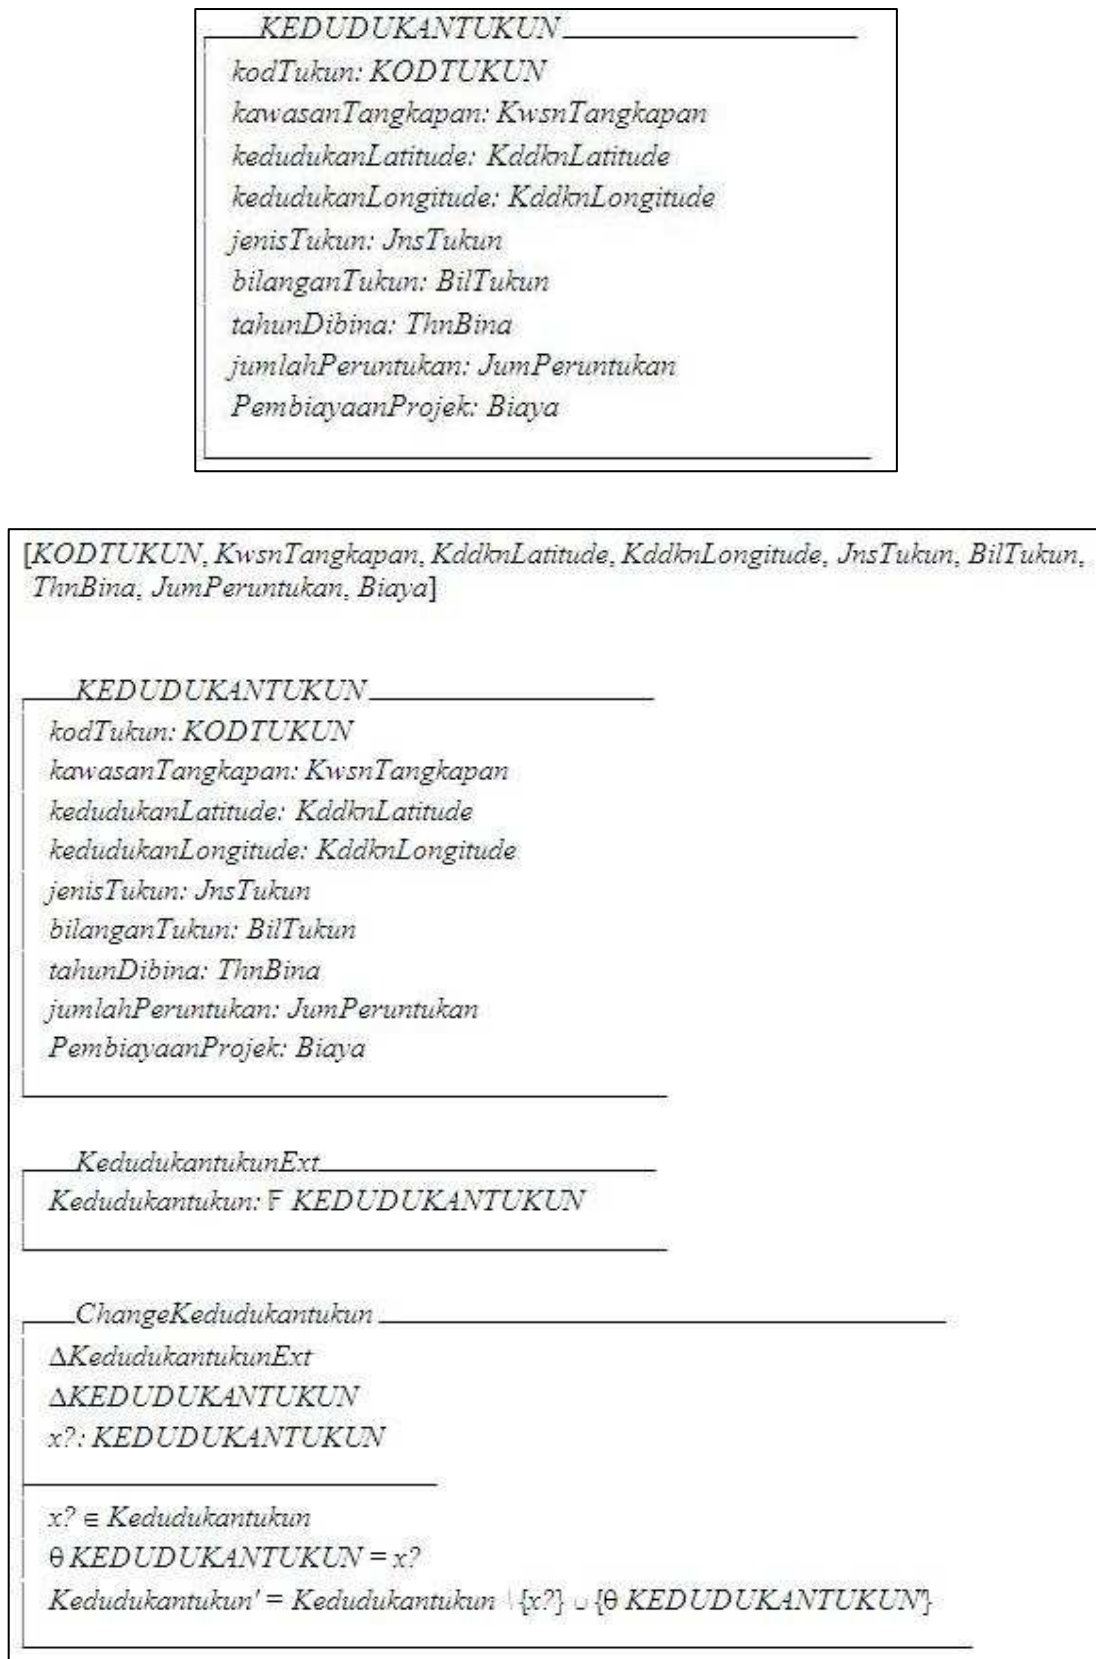 KEDUDUKANTUKUN
kodTukun: KODTUKUN
kawasanTangkapan: KwsnTangkapan
kedudukanLatitude: KddknLatitude
kedudukanLongitude: KddknLongitude
jenisTukun: JnsTukun
bilanganTukun: BilTukun
tahunDibina: ThnBina
jumlahPeruntukan: JumPeruntukan
PembiayaanProjek: Biaya
[KODTUKUN, KwsnTangkapan, KddknLatitude, KddknLongitude, JnsTukun, BilTukun,
ThnBina, JumPeruntukan, Biaya]
KEDUDUKANTUKUN
kodTukun: KODTUKUN
kawasanTangkapan: KwsnTangkapan
kedudukanLatitude: KddknLatitude
kedudukanLongitude: KddknLongitude
jenisTukun: JnsTukun
bilanganTukun: BilTukun
tahunDibina: ThnBina
jumlahPeruntukan: JumPeruntukan
PembiayaanProjek: Biaya
KedudukantukunExt
Kedudukantukun: 𝔽 KEDUDUKANTUKUN
ChangeKedudukantukun
ΔKedudukantukunExt
ΔKEDUDUKANTUKUN
x?: KEDUDUKANTUKUN
x? ∈ Kedudukantukun
θ KEDUDUKANTUKUN = x?
Kedudukantukun' = Kedudukantukun \ {x?} ∪ {θ KEDUDUKANTUKUN'}